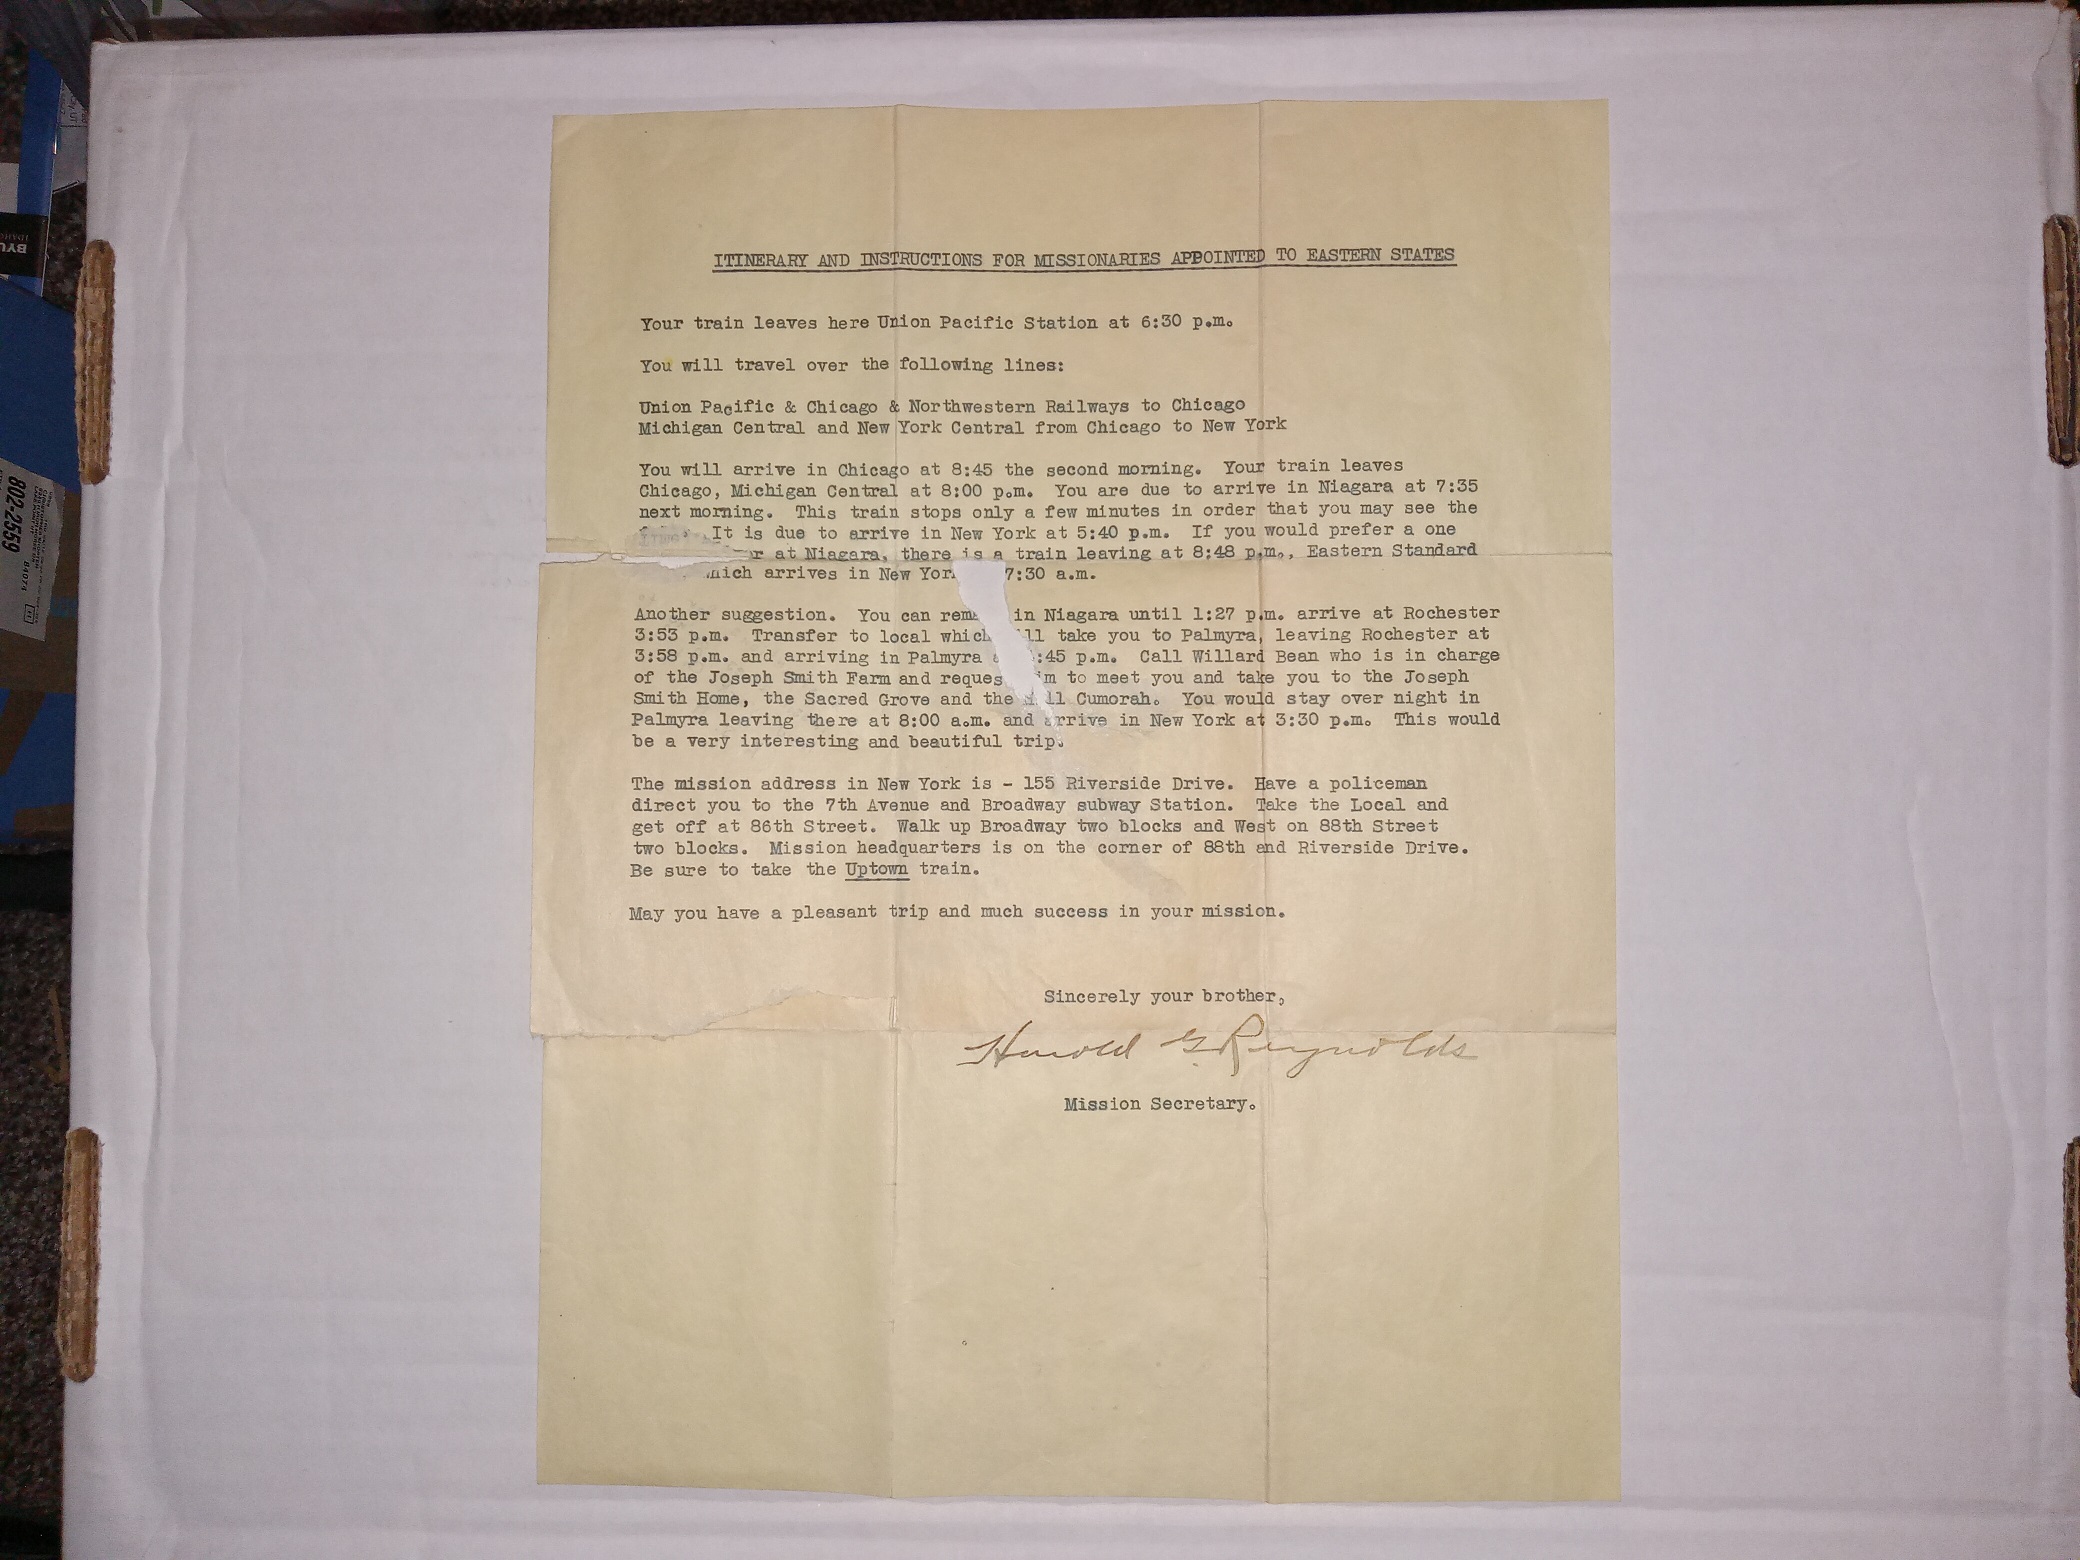 ITINERARY AND INSTRUCTIONS FOR MISSIONARIES APPOINTED TO EASTERN STATES
Your train leaves here Union Pacific Station at 6:30 p.m.
You will travel over the following lines:
Union Pacific & Chicago & Northwestern Railways to Chicago
Michigan Central and New York Central from Chicago to New York
You will arrive in Chicago at 8:45 the second morning. Your train leaves
Chicago, Michigan Central at 8:00 p.m. You are due to arrive in Niagara at 7:35
next morning. This train stops only a few minutes in order that you may see the
It is due to arrive in New York at 5:40 p.m. If you would prefer a one
at Niagara, there is a train leaving at 8:48 p.m., Eastern Standard
which arrives in New York 7:30 a.m.
Another suggestion. You can in Niagara until 1:27 p.m. arrive at Rochester
3:53 p.m. Transfer to local which will take you to Palmyra, leaving Rochester at
3:58 p.m. and arriving in Palmyra :45 p.m. Call Willard Bean who is in charge
of the Joseph Smith Farm and request him to meet you and take you to the Joseph
Smith Home, the Sacred Grove and the Hill Cumorah. You would stay over night in
Palmyra leaving there at 8:00 a.m. and arrive in New York at 3:30 p.m. This would
be a very interesting and beautiful trip.
The mission address in New York is - 155 Riverside Drive. Have a policeman
direct you to the 7th Avenue and Broadway subway Station. Take the Local and
get off at 86th Street. Walk up Broadway two blocks and West on 88th Street
two blocks. Mission headquarters is on the corner of 88th and Riverside Drive.
Be sure to take the Uptown train.
May you have a pleasant trip and much success in your mission.
Sincerely your brother,
Harold G. Reynolds
Mission Secretary.
BYU
IDAHO
802-2559
84074